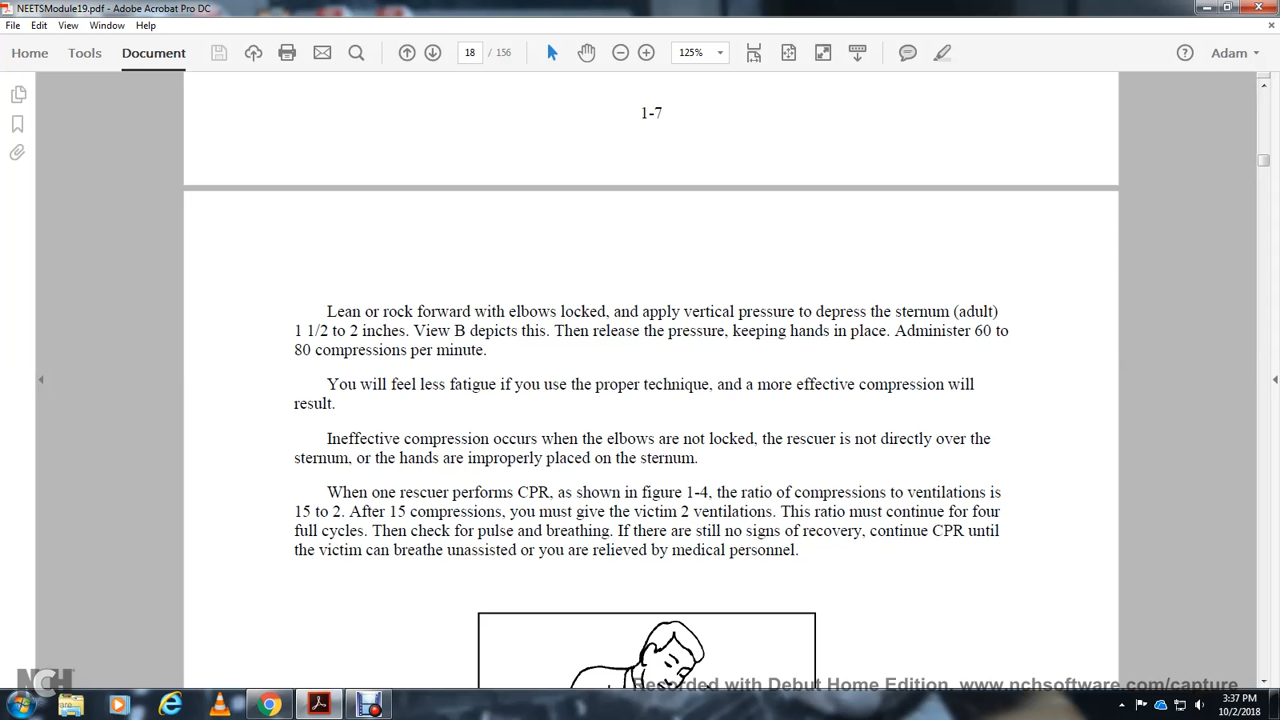 NEETSModule19.pdf - Adobe Acrobat Pro DC
File Edit View Window Help
Home Tools Document 18 / 156 125% Adam
1-7
Lean or rock forward with elbows locked, and apply vertical pressure to depress the sternum (adult)
1 1/2 to 2 inches. View B depicts this. Then release the pressure, keeping hands in place. Administer 60 to
80 compressions per minute.
You will feel less fatigue if you use the proper technique, and a more effective compression will
result.
Ineffective compression occurs when the elbows are not locked, the rescuer is not directly over the
sternum, or the hands are improperly placed on the sternum.
When one rescuer performs CPR, as shown in figure 1-4, the ratio of compressions to ventilations is
15 to 2. After 15 compressions, you must give the victim 2 ventilations. This ratio must continue for four
full cycles. Then check for pulse and breathing. If there are still no signs of recovery, continue CPR until
the victim can breathe unassisted or you are relieved by medical personnel.
NCH
Recorded with Debut Home Edition. www.nchsoftware.com/capture
3:37 PM
10/2/2018